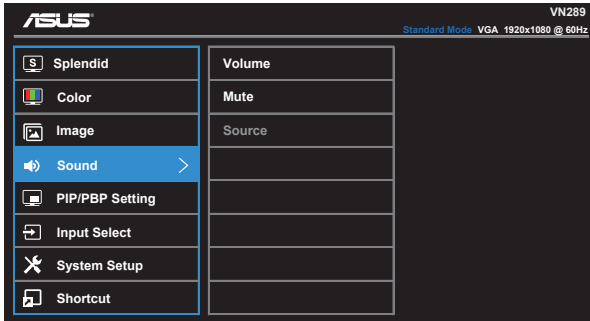 ASUS
VN289
Standard Mode VGA 1920x1080 @ 60Hz
S Splendid
Color
Image
Sound
PIP/PBP Setting
Input Select
System Setup
Shortcut
Volume
Mute
Source